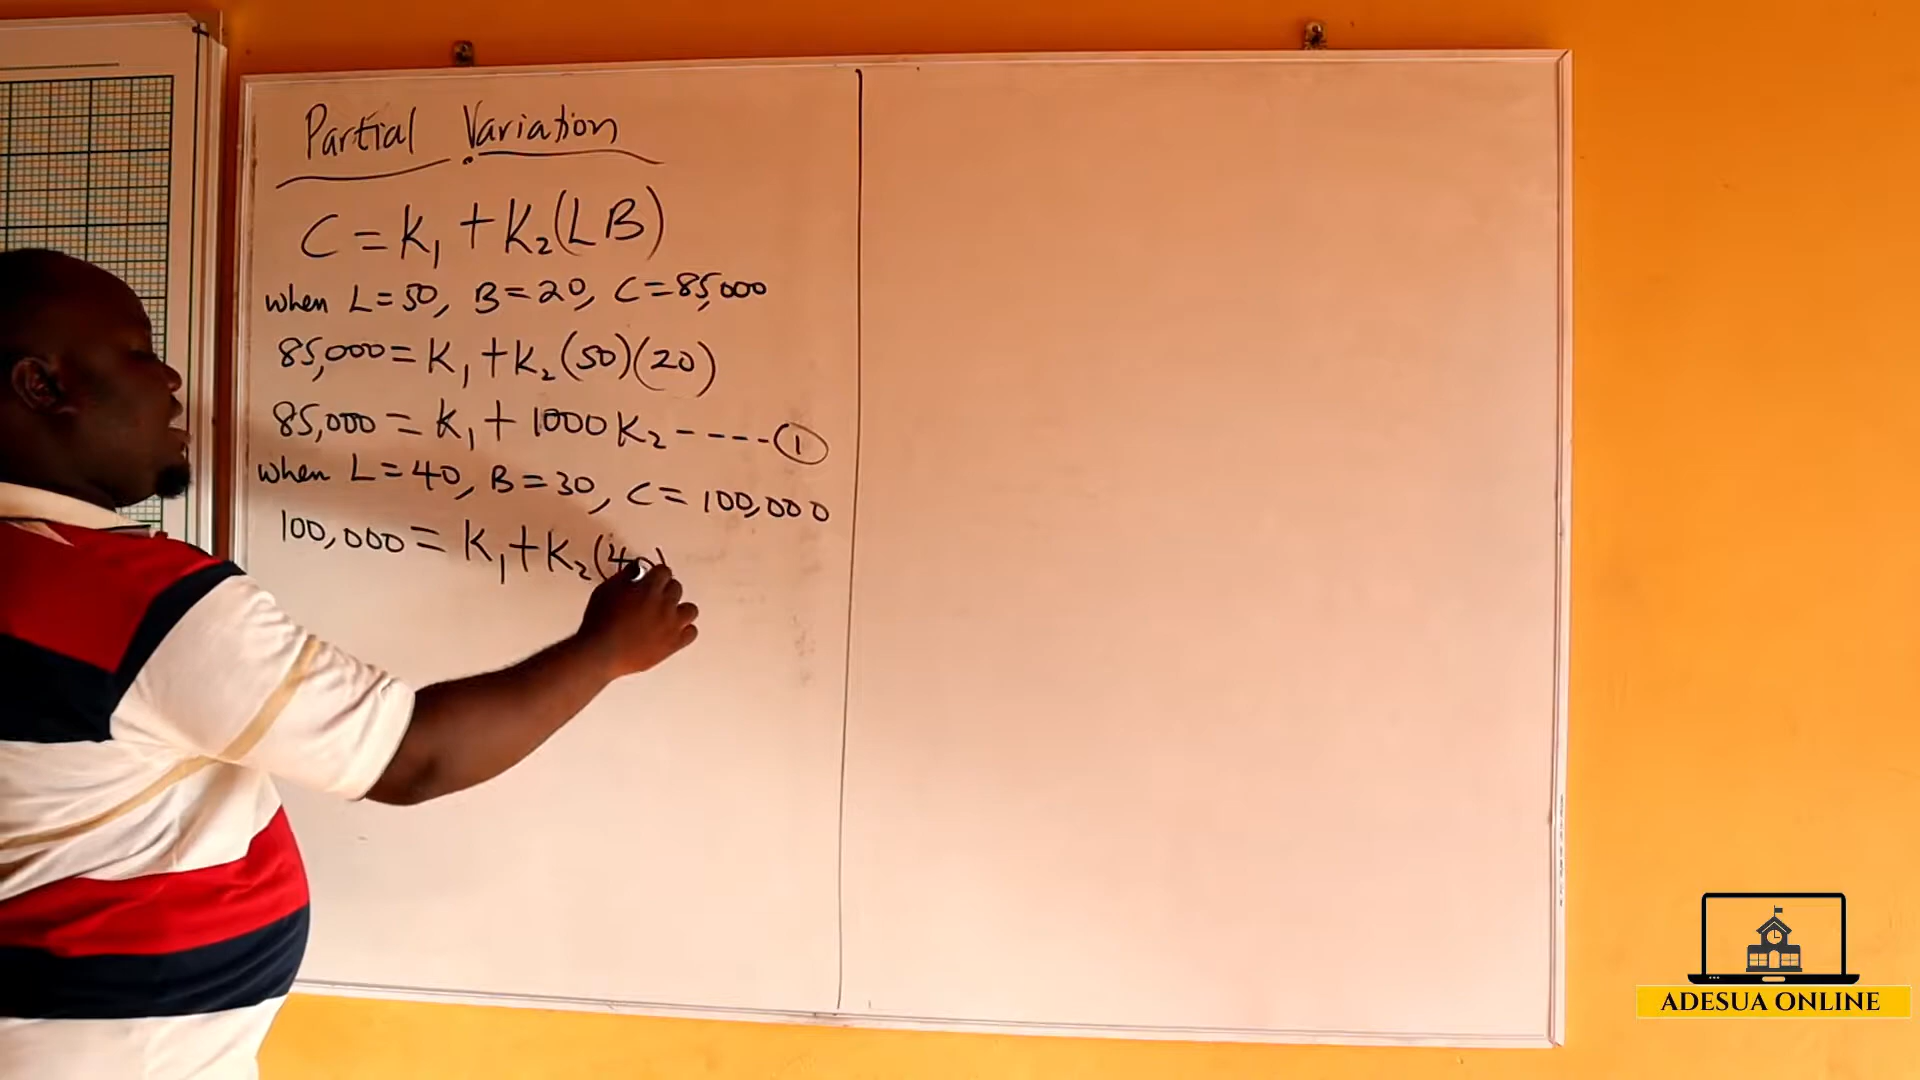 Partial Variation
C = K₁ + K₂(LB)
when L = 50, B = 20, C = 85,000
85,000 = K₁ + K₂(50)(20)
85,000 = K₁ + 1000K₂ ----①
when L = 40, B = 30, C = 100,000
100,000 = K₁ + K₂(40)
ADESUA ONLINE